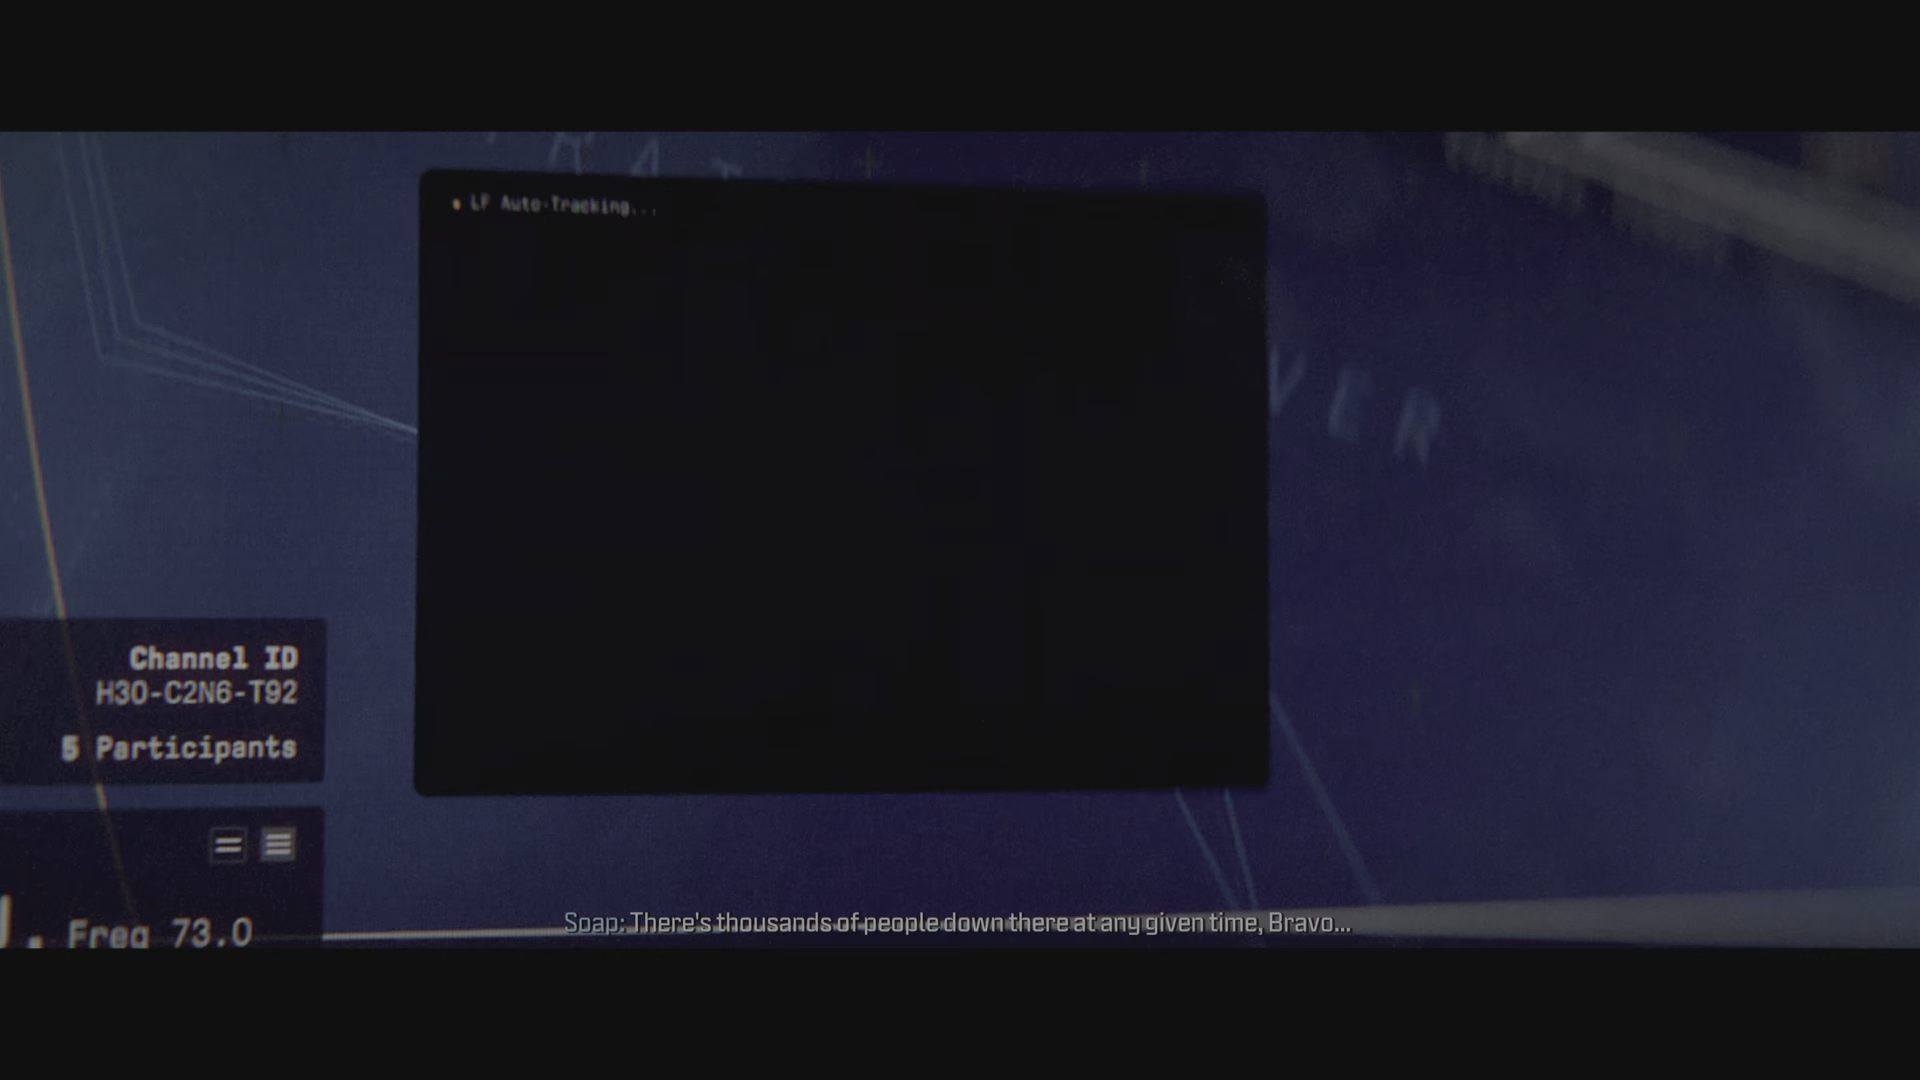 LF Auto-Tracking...
VER
Channel ID
H30-C2N6-T92
5 Participants
Freq 73.0
Soap: There's thousands of people down there at any given time, Bravo...